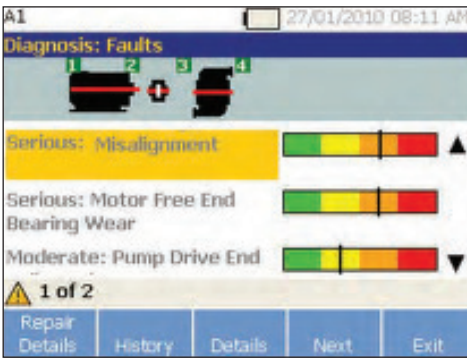 A1 27/01/2010 08:11 AM
Diagnosis: Faults
1 2 3 4
Serious: Misalignment
Serious: Motor Free End
Bearing Wear
Moderate: Pump Drive End
1 of 2
Repair
Details History Details Next Exit